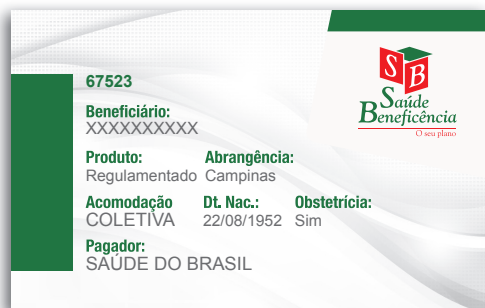 67523
Beneficiário:
XXXXXXXXXX
Produto: Abrangência:
Regulamentado Campinas
Acomodação Dt. Nac.: Obstetrícia:
COLETIVA 22/08/1952 Sim
Pagador:
SAÚDE DO BRASIL
SB
Saúde
Beneficência
O seu plano